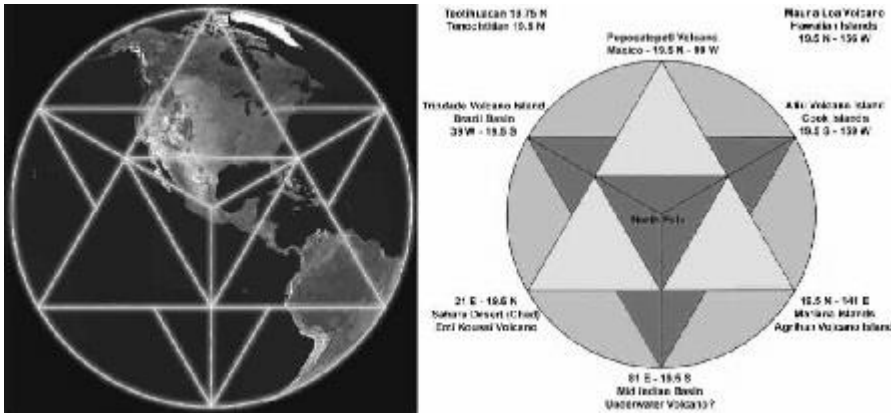 Teotihuacan 19.75 N
Tenochtitlan 19.5 N
Mauna Loa Volcano
Hawaiian Islands
19.5 N - 156 W
Popocatepetl Volcano
Mexico - 19.5 N - 99 W
Trindade Volcano Island
Brazil Basin
39 W - 19.5 S
Atiu Volcano Island
Cook Islands
19.5 S - 159 W
North Pole
21 E - 19.5 N
Sahara Desert (Chad)
Emi Koussi Volcano
19.5 N - 141 E
Mariana Islands
Agrihan Volcano Island
81 E - 19.5 S
Mid Indian Basin
Underwater Volcano?